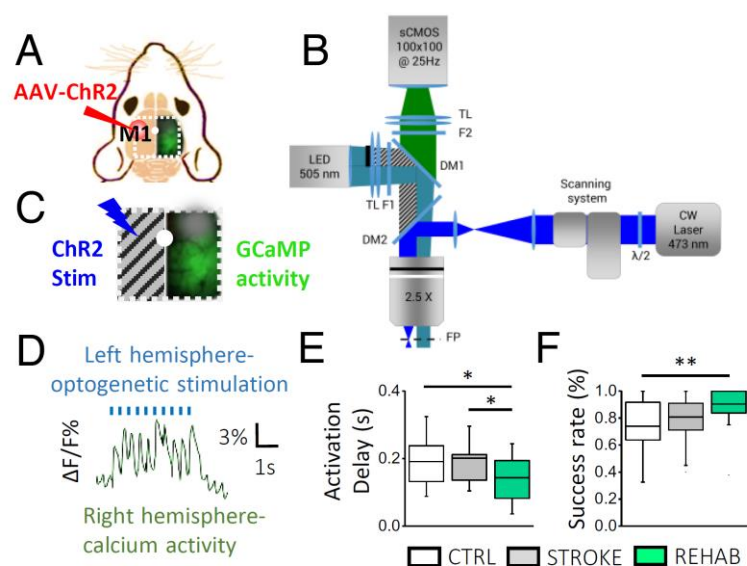 A
AAV-ChR2
M1
B
sCMOS
100x100
@ 25Hz
TL
F2
LED
505 nm
DM1
TL F1
Scanning
system
CW
Laser
473 nm
λ/2
DM2
2.5 X
FP
C
ChR2
Stim
GCaMP
activity
D
Left hemisphere-
optogenetic stimulation
ΔF/F%
3%
1s
Right hemisphere-
calcium activity
E
Activation
Delay (s)
0.4
0.2
0.0
*
*
F
Success rate (%)
1.0
0.8
0.6
0.4
0.2
0.0
**
CTRL STROKE REHAB